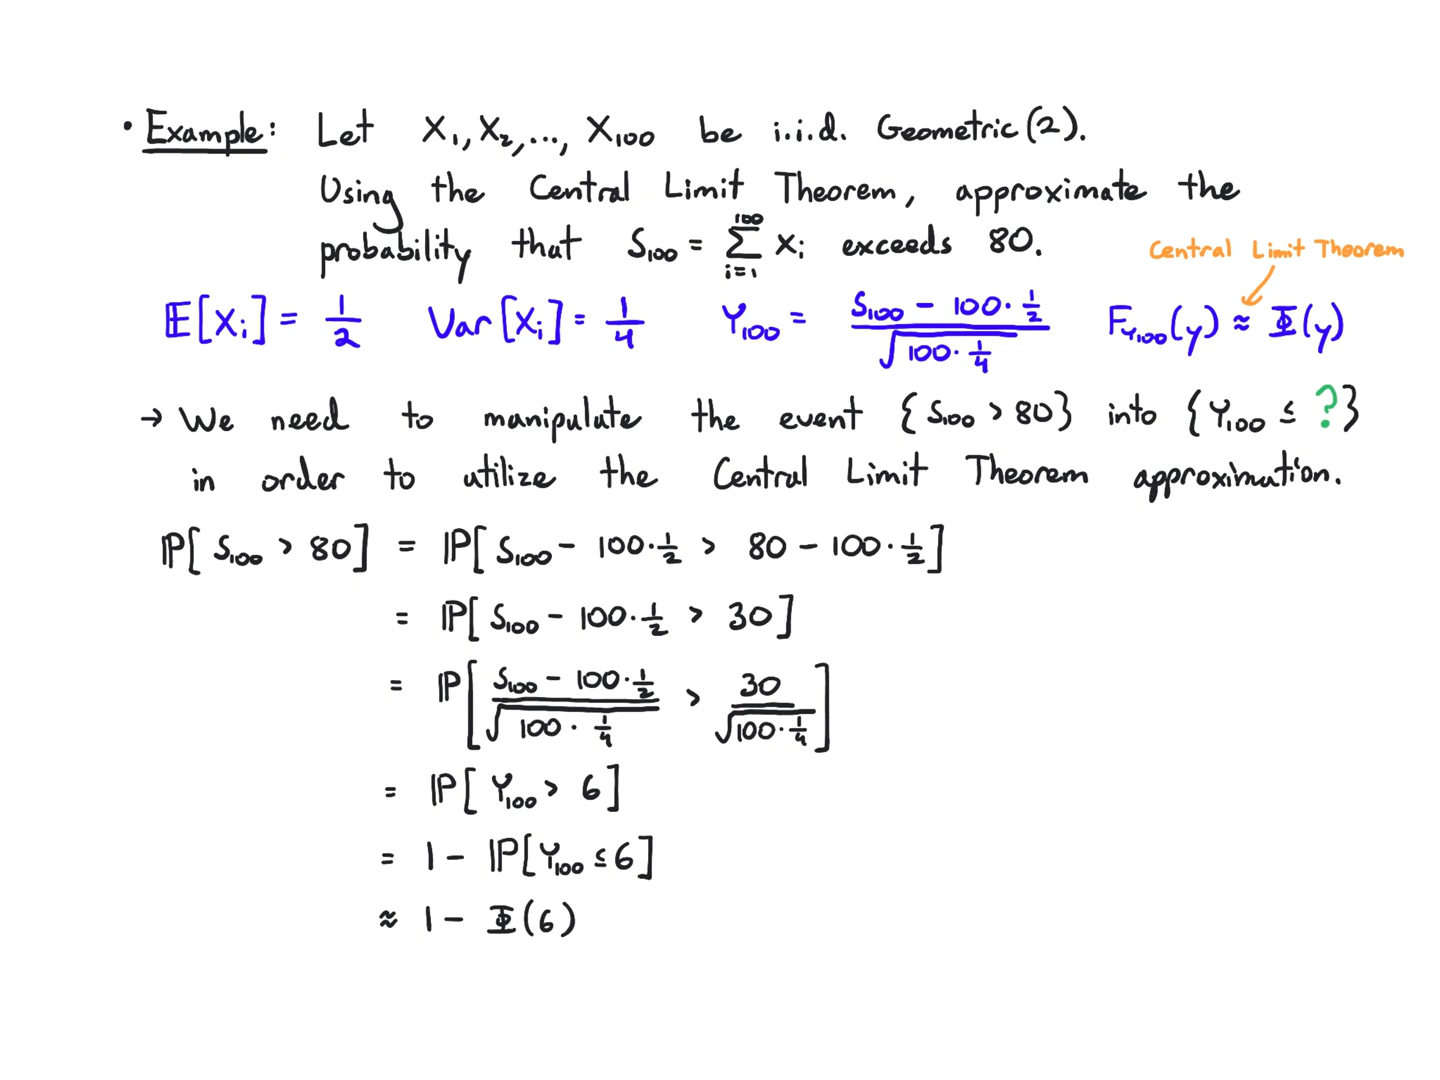 • Example: Let X₁, X₂, ..., X₁₀₀ be i.i.d. Geometric(2).
Using the Central Limit Theorem, approximate the
probability that S₁₀₀ = ∑_{i=1}^{100} Xᵢ exceeds 80.
Central Limit Theorem
𝔼[Xᵢ] = 1/2 Var[Xᵢ] = 1/4 Y₁₀₀ = (S₁₀₀ − 100·1/2)/√(100·1/4) F_{Y₁₀₀}(y) ≈ Φ(y)
→ We need to manipulate the event {S₁₀₀ > 80} into {Y₁₀₀ ≤ ?}
in order to utilize the Central Limit Theorem approximation.
ℙ[S₁₀₀ > 80] = ℙ[S₁₀₀ − 100·1/2 > 80 − 100·1/2]
= ℙ[S₁₀₀ − 100·1/2 > 30]
= ℙ[(S₁₀₀ − 100·1/2)/√(100·1/4) > 30/√(100·1/4)]
= ℙ[Y₁₀₀ > 6]
= 1 − ℙ[Y₁₀₀ ≤ 6]
≈ 1 − Φ(6)